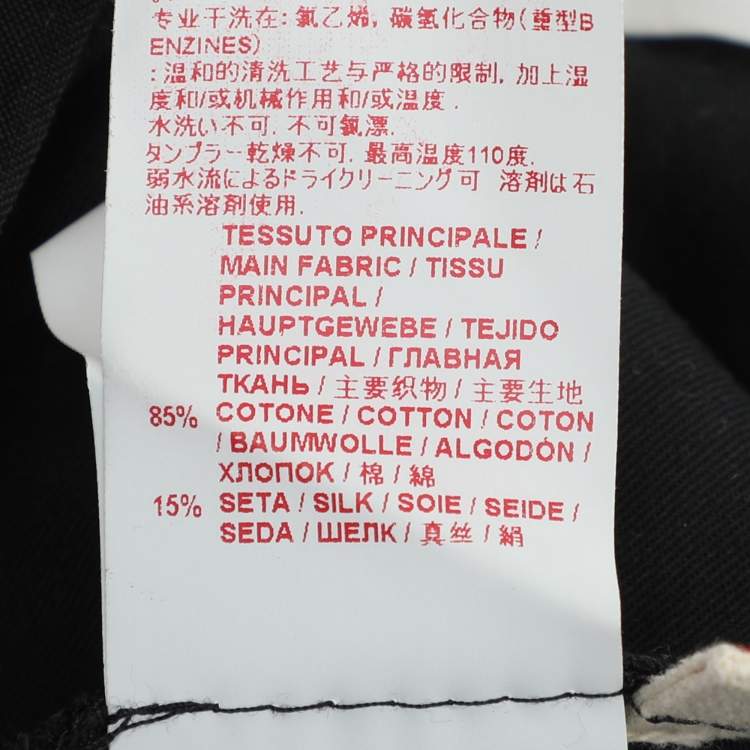 专业干洗在: 氯乙烯, 碳氢化合物(重型B
ENZINES)
: 温和的清洗工艺与严格的限制, 加上湿
度和/或机械作用和/或温度 .
水洗い不可. 不可氯漂.
タンブラー乾燥不可. 最高温度110度.
弱水流によるドライクリーニング可 溶剤は石
油系溶剤使用.
TESSUTO PRINCIPALE /
MAIN FABRIC / TISSU
PRINCIPAL /
HAUPTGEWEBE / TEJIDO
PRINCIPAL / ГЛАВНАЯ
ТКАНЬ / 主要织物 / 主要生地
85% COTONE / COTTON / COTON
/ BAUMWOLLE / ALGODÓN /
ХЛОПОК / 棉 / 綿
15% SETA / SILK / SOIE / SEIDE /
SEDA / ШЕЛК / 真丝 / 絹